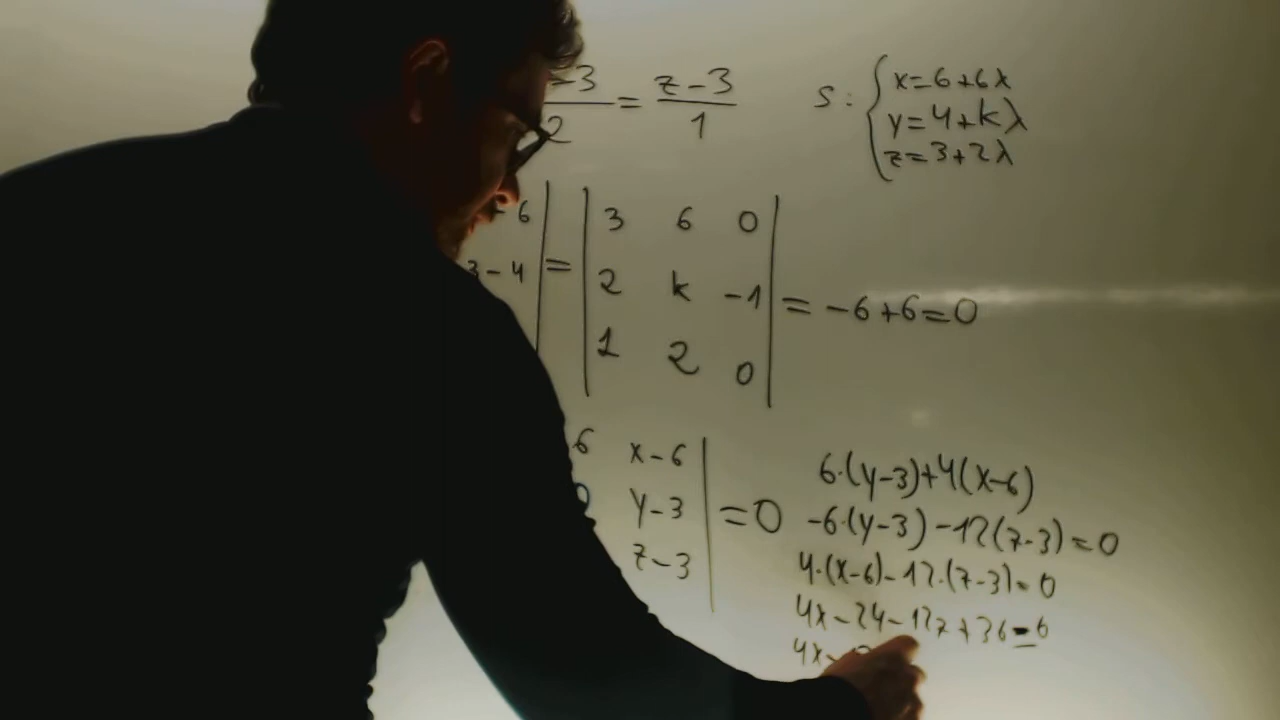 -3/2 = z-3/1
S: { x=6+6λ
y=4+kλ
z=3+2λ
- 6 | = | 3 6 0
3-4 2 k -1 | = -6+6=0
1 2 0
6 x-6
y-3 | =0
z-3
6·(y-3)+4(x-6)
-6·(y-3)-12(z-3)=0
4·(x-6)-12·(z-3)=0
4x-24-12z+36=0
4x-